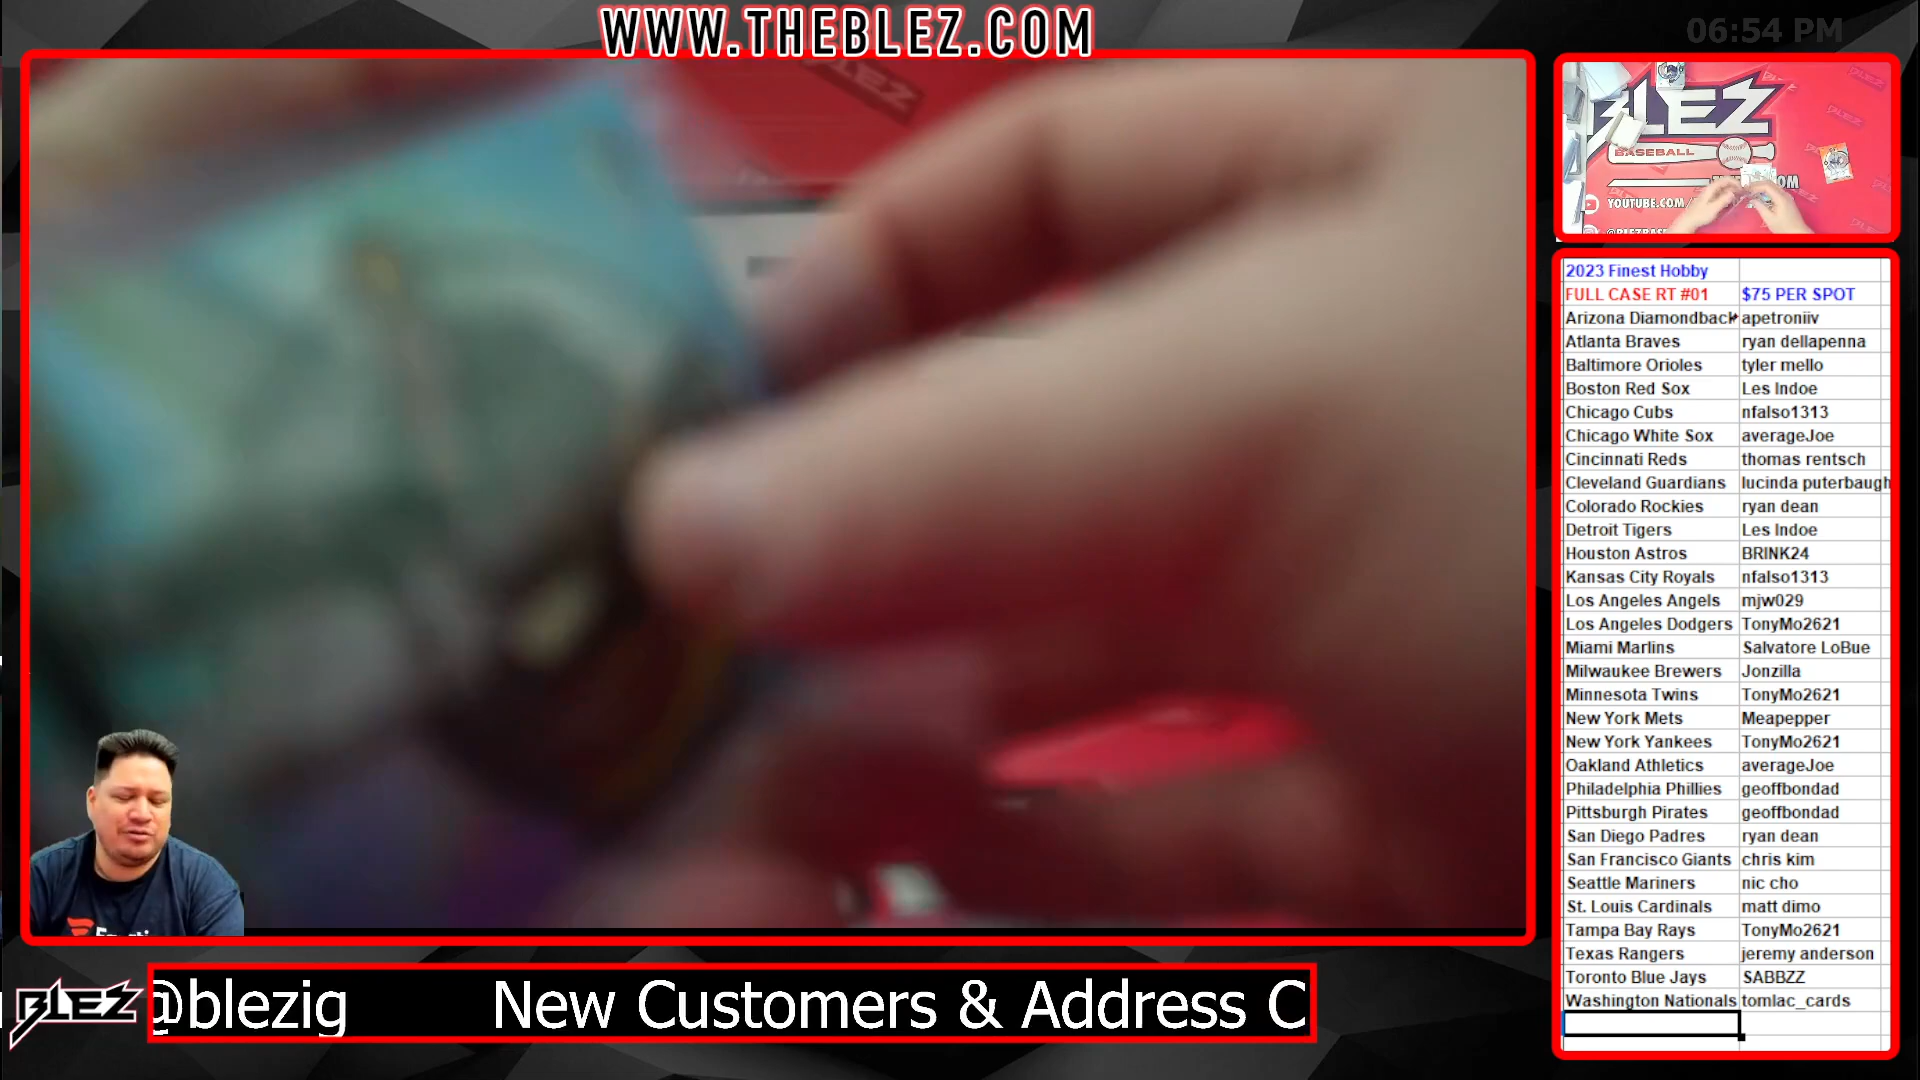 WWW.THEBLEZ.COM
06:54 PM
BLEZ
BLEZ
BASEBALL
YOUTUBE.COM/
2023 Finest Hobby
FULL CASE RT #01 $75 PER SPOT
Arizona Diamondback apetroniiv
Atlanta Braves ryan dellapenna
Baltimore Orioles tyler mello
Boston Red Sox Les Indoe
Chicago Cubs nfalso1313
Chicago White Sox averageJoe
Cincinnati Reds thomas rentsch
Cleveland Guardians lucinda puterbaugh
Colorado Rockies ryan dean
Detroit Tigers Les Indoe
Houston Astros BRINK24
Kansas City Royals nfalso1313
Los Angeles Angels mjw029
Los Angeles Dodgers TonyMo2621
Miami Marlins Salvatore LoBue
Milwaukee Brewers Jonzilla
Minnesota Twins TonyMo2621
New York Mets Meapepper
New York Yankees TonyMo2621
Oakland Athletics averageJoe
Philadelphia Phillies geoffbondad
Pittsburgh Pirates geoffbondad
San Diego Padres ryan dean
San Francisco Giants chris kim
Seattle Mariners nic cho
St. Louis Cardinals matt dimo
Tampa Bay Rays TonyMo2621
Texas Rangers jeremy anderson
Toronto Blue Jays SABBZZ
Washington Nationals tomlac_cards
BLEZ
@blezig New Customers & Address C